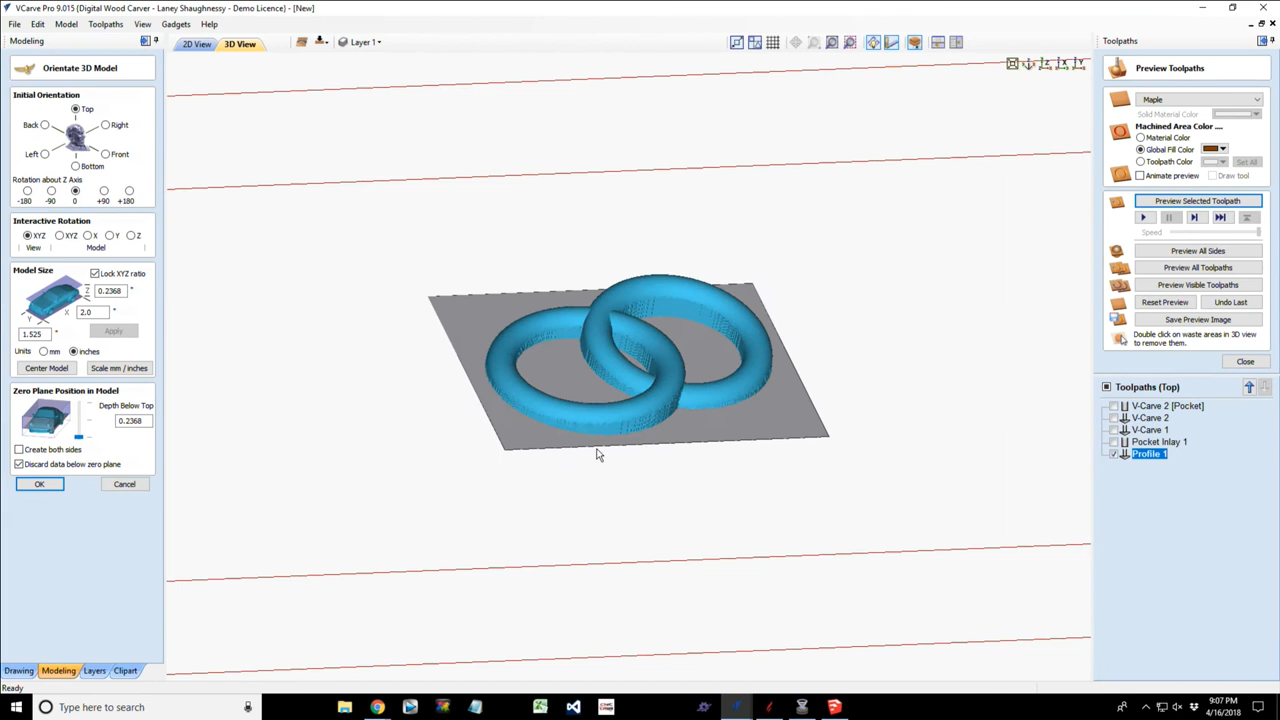 VCarve Pro 9.015 (Digital Wood Carver - Laney Shaughnessy - Demo Licence) - [New]
File Edit Model Toolpaths View Gadgets Help
Modeling
2D View 3D View Layer 1
Toolpaths
Orientate 3D Model
Initial Orientation
Top
Back Right
Left Front
Bottom
Rotation about Z Axis
-180 -90 0 +90 +180
Interactive Rotation
XYZ XYZ X Y Z
View Model
Model Size
Lock XYZ ratio
Z 0.2368 "
X
Y 2.0 "
1.525 " Apply
Units mm inches
Center Model Scale mm / inches
Zero Plane Position in Model
Depth Below Top
0.2368 "
Create both sides
Discard data below zero plane
OK Cancel
Z X Y
Preview Toolpaths
Maple
Solid Material Color
Machined Area Color ....
Material Color
Global Fill Color
Toolpath Color Set All
Animate preview Draw tool
Preview Selected Toolpath
Speed
Preview All Sides
Preview All Toolpaths
Preview Visible Toolpaths
Reset Preview Undo Last
Save Preview Image
Double click on waste areas in 3D view
to remove them.
Close
Toolpaths (Top)
V-Carve 2 [Pocket]
V-Carve 2
V-Carve 1
Pocket Inlay 1
Profile 1
Drawing Modeling Layers Clipart
Ready
Type here to search
9:07 PM
4/16/2018